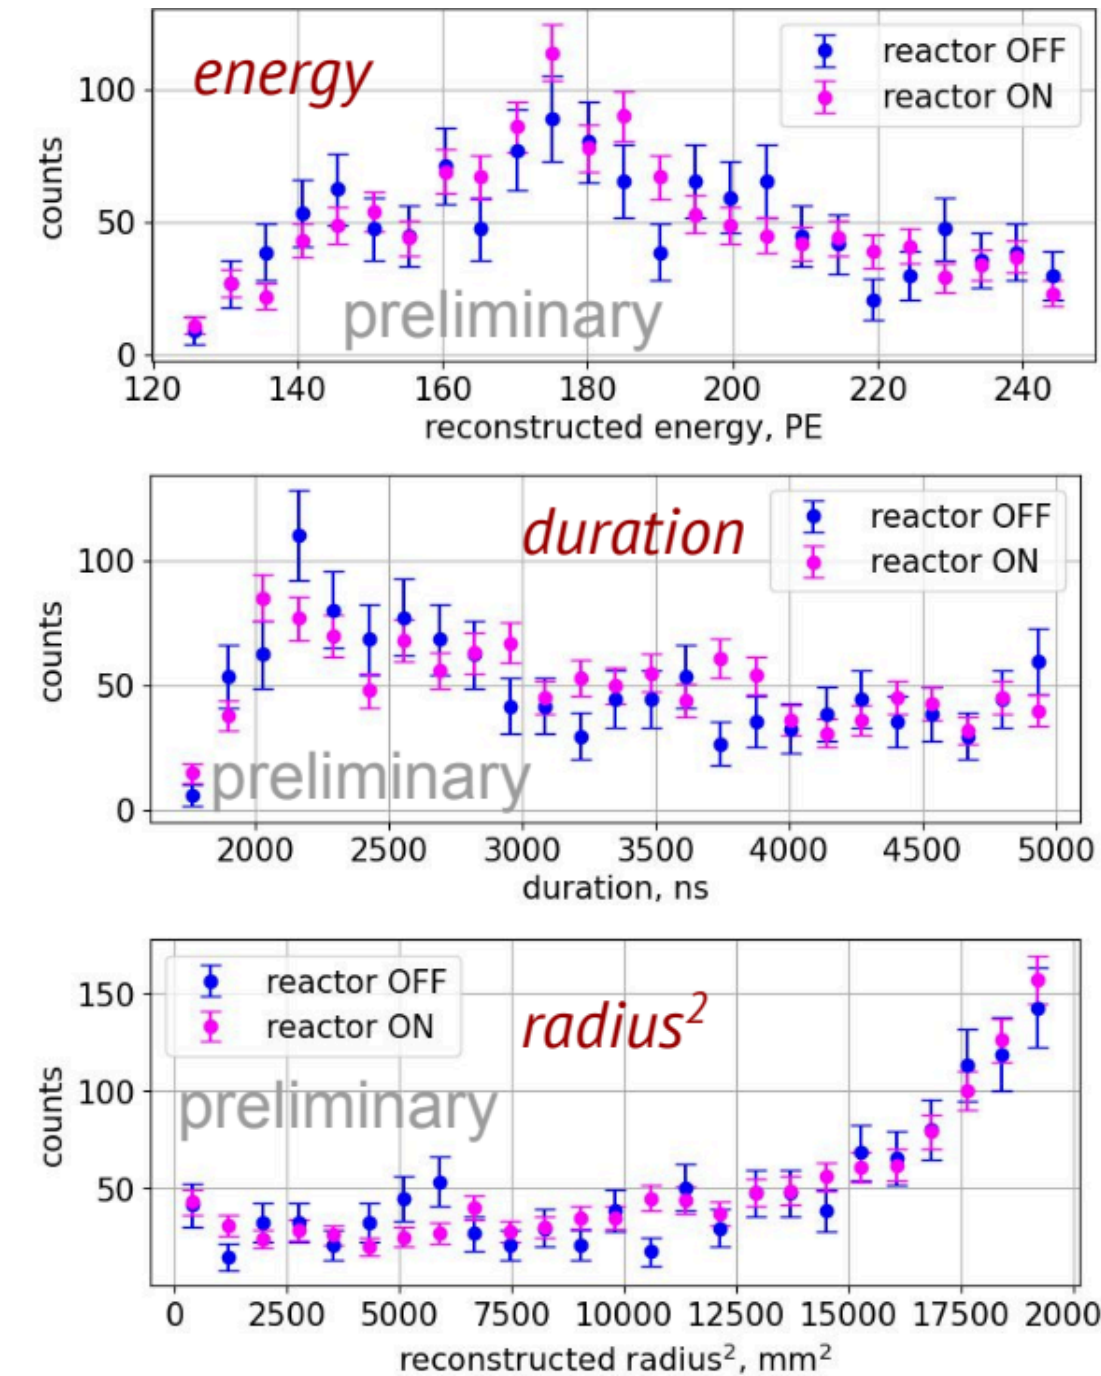 energy
reactor OFF
reactor ON
100
50
0
counts
preliminary
120 140 160 180 200 220 240
reconstructed energy, PE
duration
reactor OFF
reactor ON
100
50
0
counts
preliminary
2000 2500 3000 3500 4000 4500 5000
duration, ns
reactor OFF
reactor ON
radius²
150
100
50
counts
preliminary
0 2500 5000 7500 10000 12500 15000 17500 2000
reconstructed radius², mm²